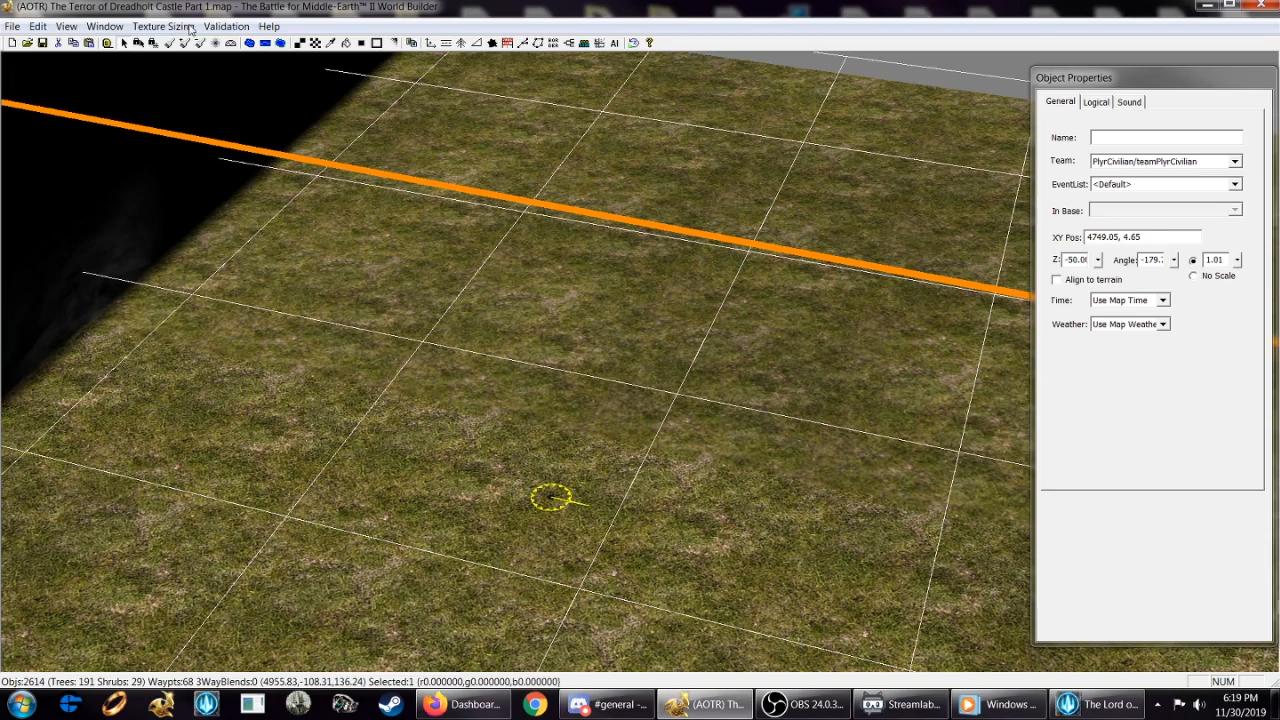 (AOTR) The Terror of Dreadholt Castle Part 1.map - The Battle for Middle-Earth™ II World Builder
File Edit View Window Texture Sizing Validation Help
AI
Object Properties
General Logical Sound
Name:
Team: PlyrCivilian/teamPlyrCivilian
EventList: <Default>
In Base:
XY Pos: 4749.05, 4.65
Z: -50.0 Angle: -179. 1.01
Align to terrain No Scale
Time: Use Map Time
Weather: Use Map Weathe
Objs:2614 (Trees: 191 Shrubs: 29) Waypts:68 3WayBlends:0 (4955.83,-108.31,136.24) Selected:1 {r0.000000,g0.000000,b0.000000}
NUM
Dashboar... #general -... (AOTR) Th... OBS 24.0.3... Streamlab... Windows ... The Lord o...
6:19 PM
11/30/2019